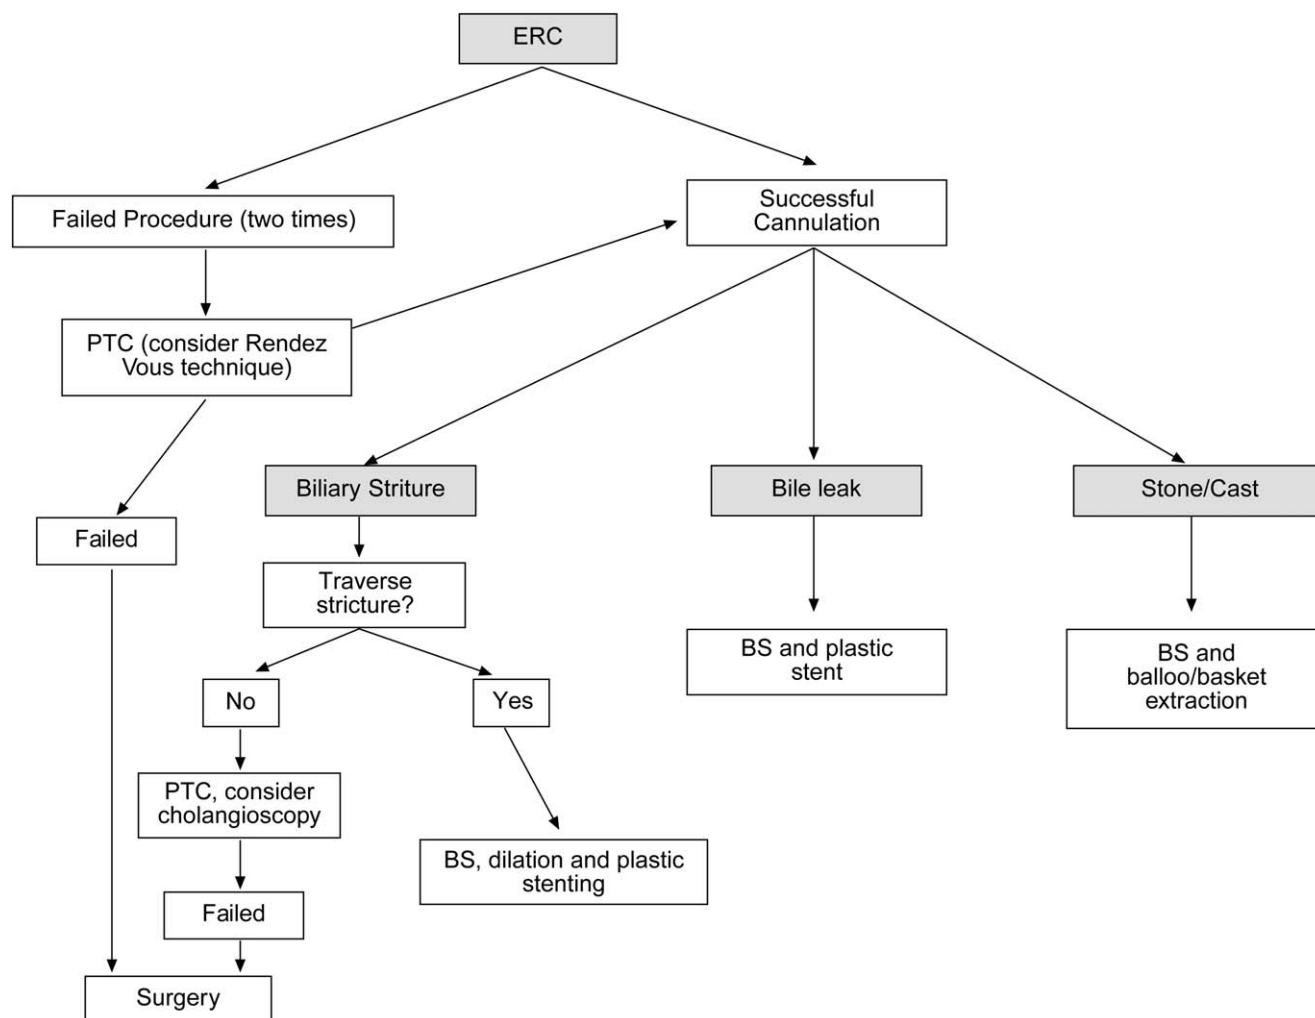 ERC
Failed Procedure (two times)
Successful
Cannulation
PTC (consider Rendez
Vous technique)
Biliary Striture
Bile leak
Stone/Cast
Failed
Traverse
stricture?
BS and plastic
stent
BS and
balloo/basket
extraction
No
Yes
PTC, consider
cholangioscopy
BS, dilation and plastic
stenting
Failed
Surgery